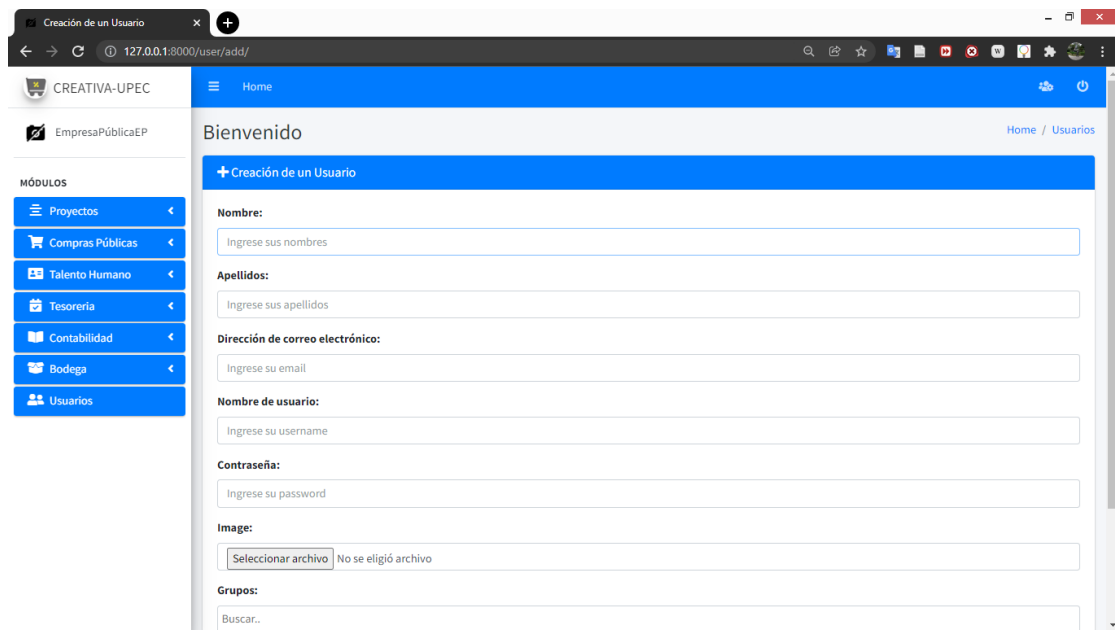 Creación de un Usuario
127.0.0.1:8000/user/add/
CREATIVA-UPEC
Home
EmpresaPúblicaEP
Bienvenido
Home / Usuarios
Creación de un Usuario
MÓDULOS
Proyectos
Compras Públicas
Talento Humano
Tesoreria
Contabilidad
Bodega
Usuarios
Nombre:
Ingrese sus nombres
Apellidos:
Ingrese sus apellidos
Dirección de correo electrónico:
Ingrese su email
Nombre de usuario:
Ingrese su username
Contraseña:
Ingrese su password
Image:
Seleccionar archivo No se eligió archivo
Grupos:
Buscar..